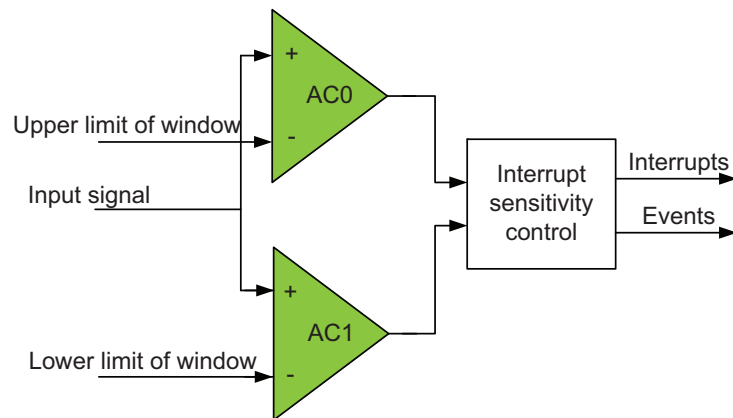 +
AC0
Upper limit of window
-
Input signal
Interrupt
sensitivity
control
Interrupts
Events
+
AC1
Lower limit of window
-